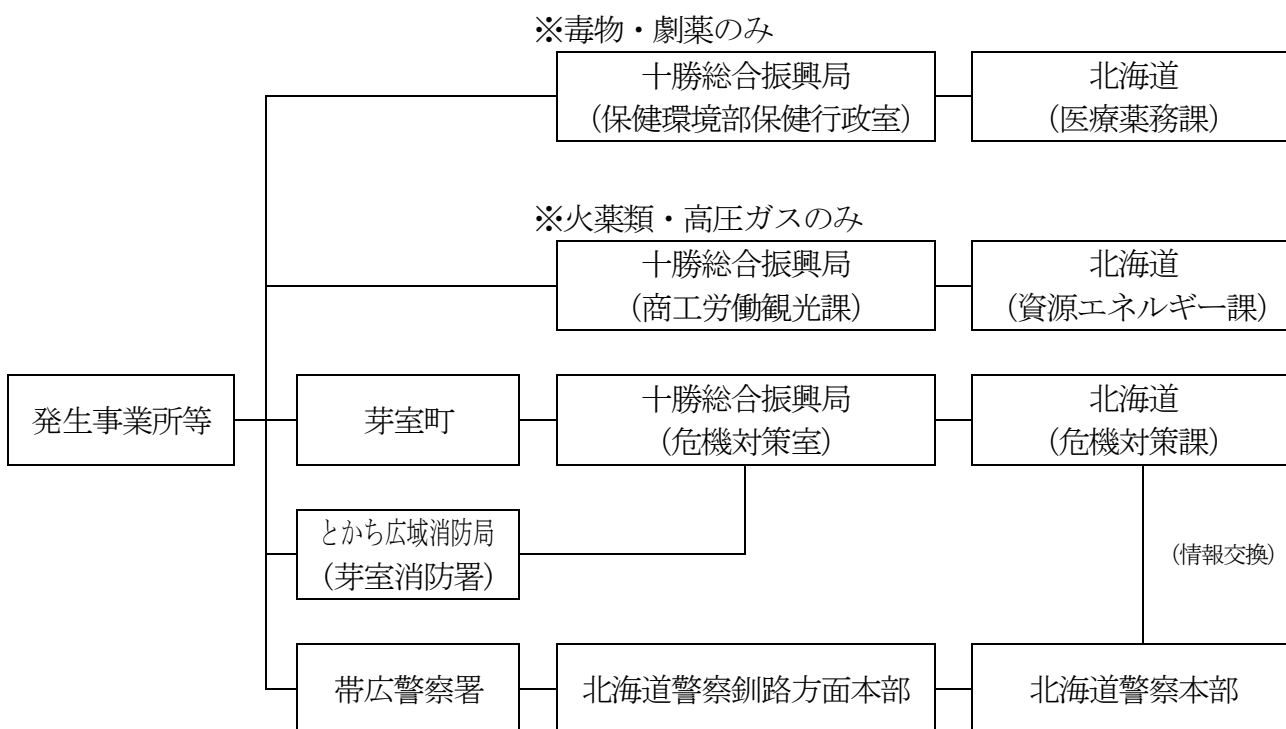 ※毒物・劇薬のみ
十勝総合振興局
（保健環境部保健行政室）
北海道
（医療薬務課）
※火薬類・高圧ガスのみ
十勝総合振興局
（商工労働観光課）
北海道
（資源エネルギー課）
発生事業所等
芽室町
十勝総合振興局
（危機対策室）
北海道
（危機対策課）
とかち広域消防局
（芽室消防署）
（情報交換）
帯広警察署
北海道警察釧路方面本部
北海道警察本部